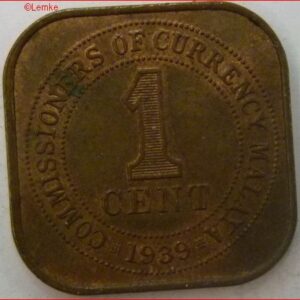 ©Lemke
COMMISSIONERS OF CURRENCY MALAYA
1
CENT
1939